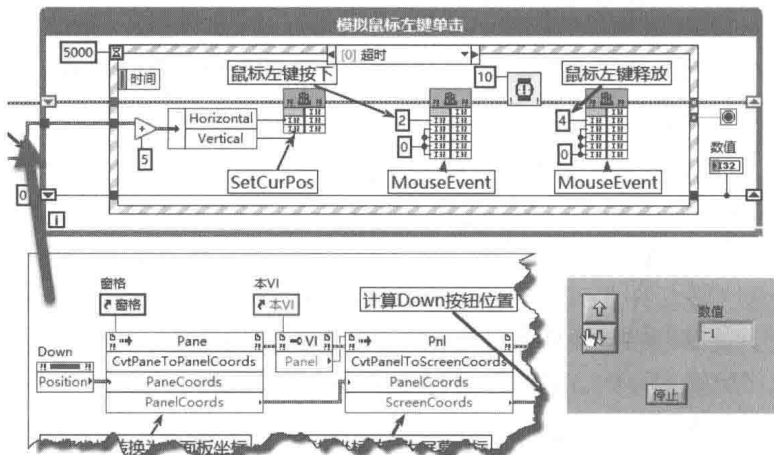 模拟鼠标左键单击
5000
[0] 超时
时间
鼠标左键按下
10
鼠标左键释放
Horizontal
Vertical
2
4
5
0
0
数值
I32
SetCurPos
MouseEvent
MouseEvent
0
i
窗格
本VI
计算Down按钮位置
窗格
本VI
Pane
VI
Pnl
数值
Down
CvtPaneToPanelCoords
Panel
CvtPanelToScreenCoords
-1
Position
PaneCoords
PanelCoords
PanelCoords
ScreenCoords
停止